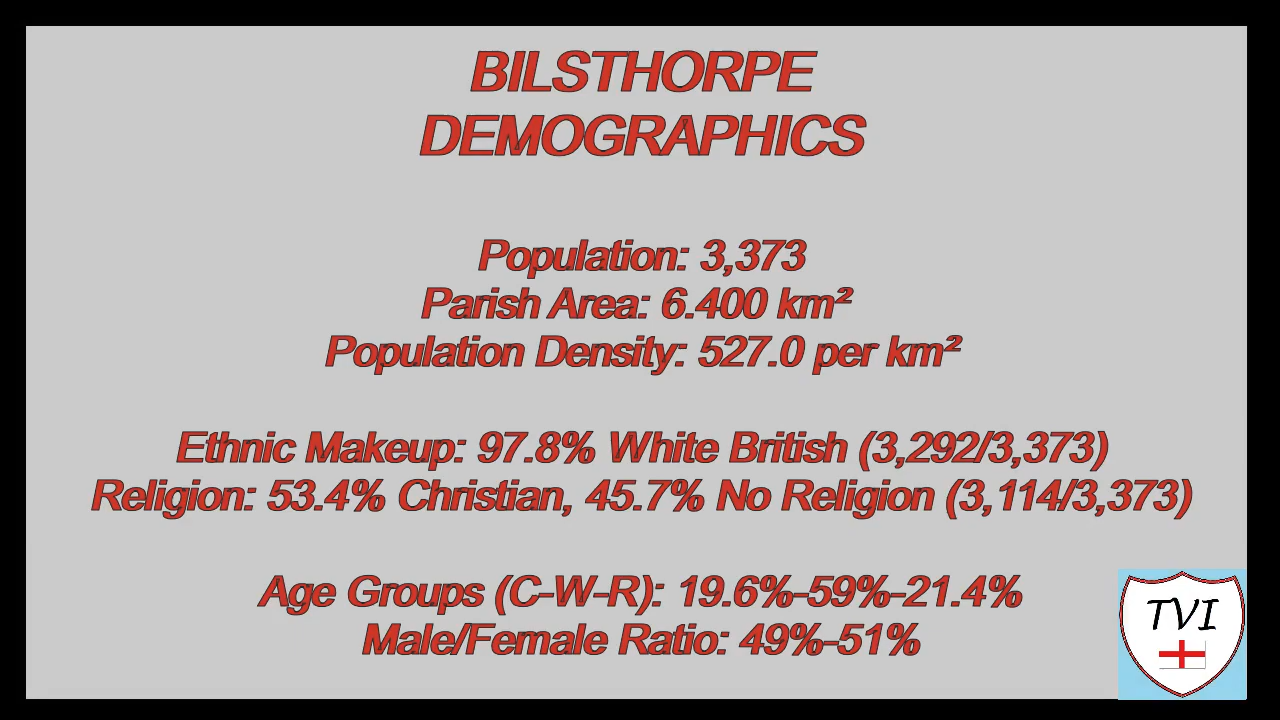 BILSTHORPE
DEMOGRAPHICS
Population: 3,373
Parish Area: 6.400 km²
Population Density: 527.0 per km²
Ethnic Makeup: 97.8% White British (3,292/3,373)
Religion: 53.4% Christian, 45.7% No Religion (3,114/3,373)
Age Groups (C-W-R): 19.6%-59%-21.4%
Male/Female Ratio: 49%-51%
TVI